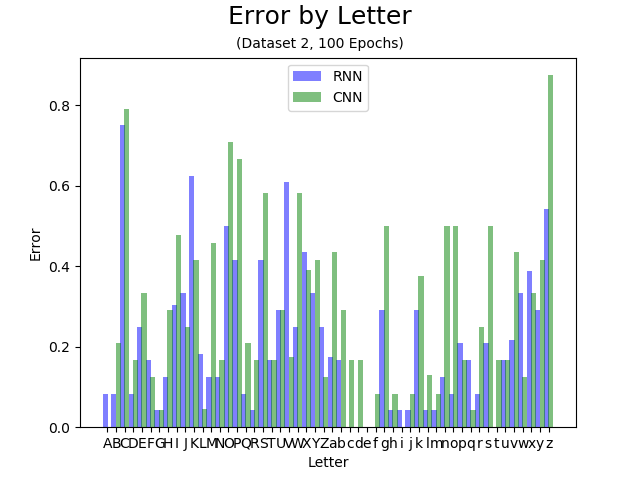 Error by Letter
(Dataset 2, 100 Epochs)
RNN
CNN
0.8
0.6
0.4
0.2
0.0
Error
A B C D E F G H I J K L M N O P Q R S T U V W X Y Z a b c d e f g h i j k l m n o p q r s t u v w x y z
Letter